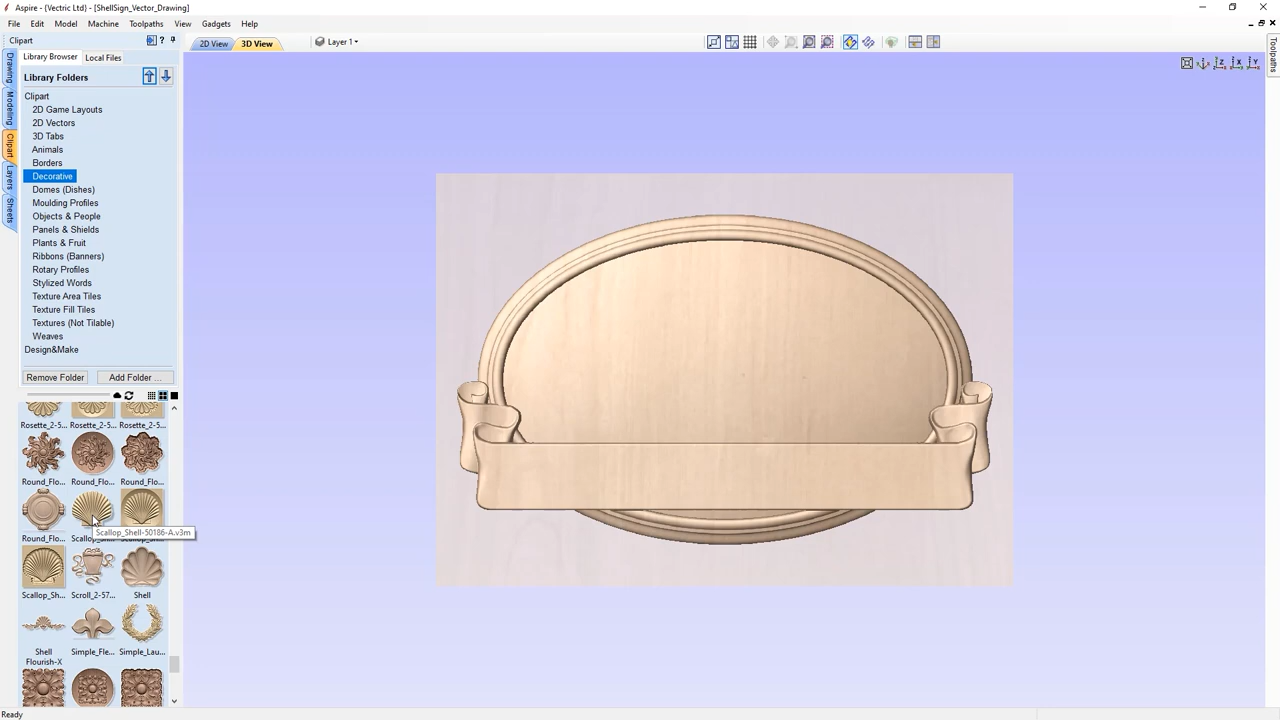 Aspire - {Vectric Ltd} - [ShellSign_Vector_Drawing]
File Edit Model Machine Toolpaths View Gadgets Help
Clipart
2D View 3D View Layer 1
Library Browser Local Files
Library Folders
Clipart
2D Game Layouts
2D Vectors
3D Tabs
Animals
Borders
Decorative
Domes (Dishes)
Moulding Profiles
Objects & People
Panels & Shields
Plants & Fruit
Ribbons (Banners)
Rotary Profiles
Stylized Words
Texture Area Tiles
Texture Fill Tiles
Textures (Not Tilable)
Weaves
Design&Make
Remove Folder Add Folder ...
Rosette_2-5... Rosette_2-5... Rosette_2-5...
Round_Flo... Round_Flo... Round_Flo...
Scallop_Shell-50186-A.v3m
Round_Flo...
Scallop_Sh... Scroll_2-57... Shell
Shell Flourish-X Simple_Fle... Simple_Lau...
Drawing
Modeling
Clipart
Layers
Sheets
Toolpaths
Ready